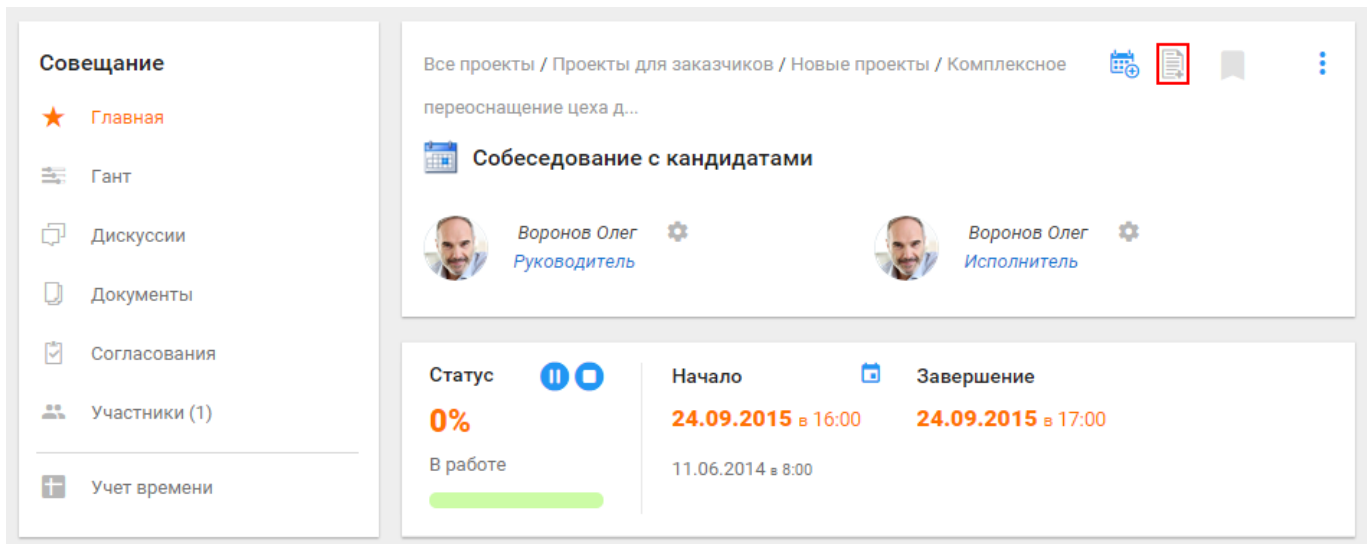 Совещание
Главная
Гант
Дискуссии
Документы
Согласования
Участники (1)
Учет времени
Все проекты / Проекты для заказчиков / Новые проекты / Комплексное
переоснащение цеха д...
Собеседование с кандидатами
Воронов Олег
Руководитель
Воронов Олег
Исполнитель
Статус
0%
В работе
Начало
24.09.2015 в 16:00
11.06.2014 в 8:00
Завершение
24.09.2015 в 17:00